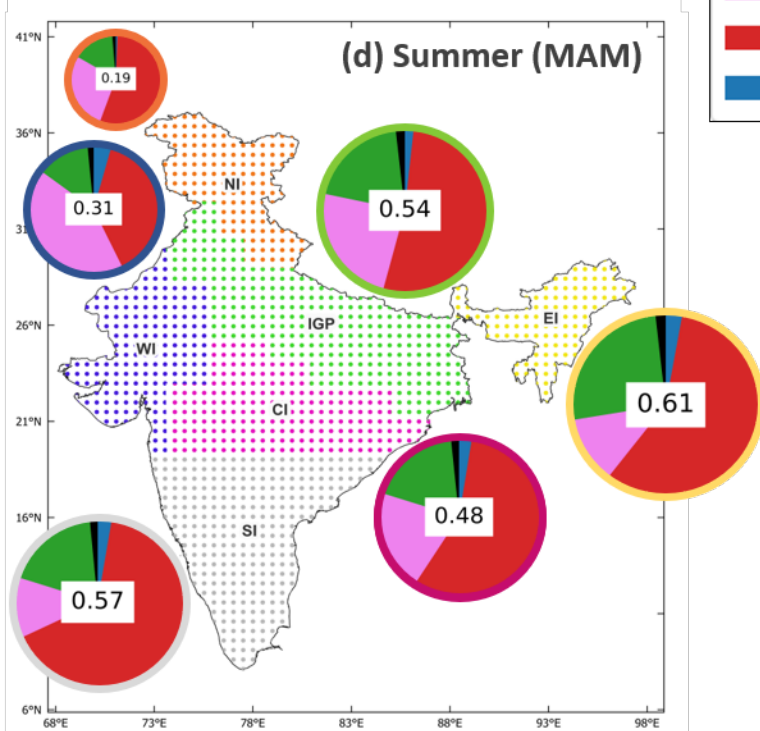 (d) Summer (MAM)
41°N
36°N
31
26°N
21°N
16°N
6°N
68°E 73°E 78°E 83°E 88°E 93°E 98°E
0.19
0.31
0.54
0.61
0.48
0.57
NI
IGP
EI
WI
CI
SI